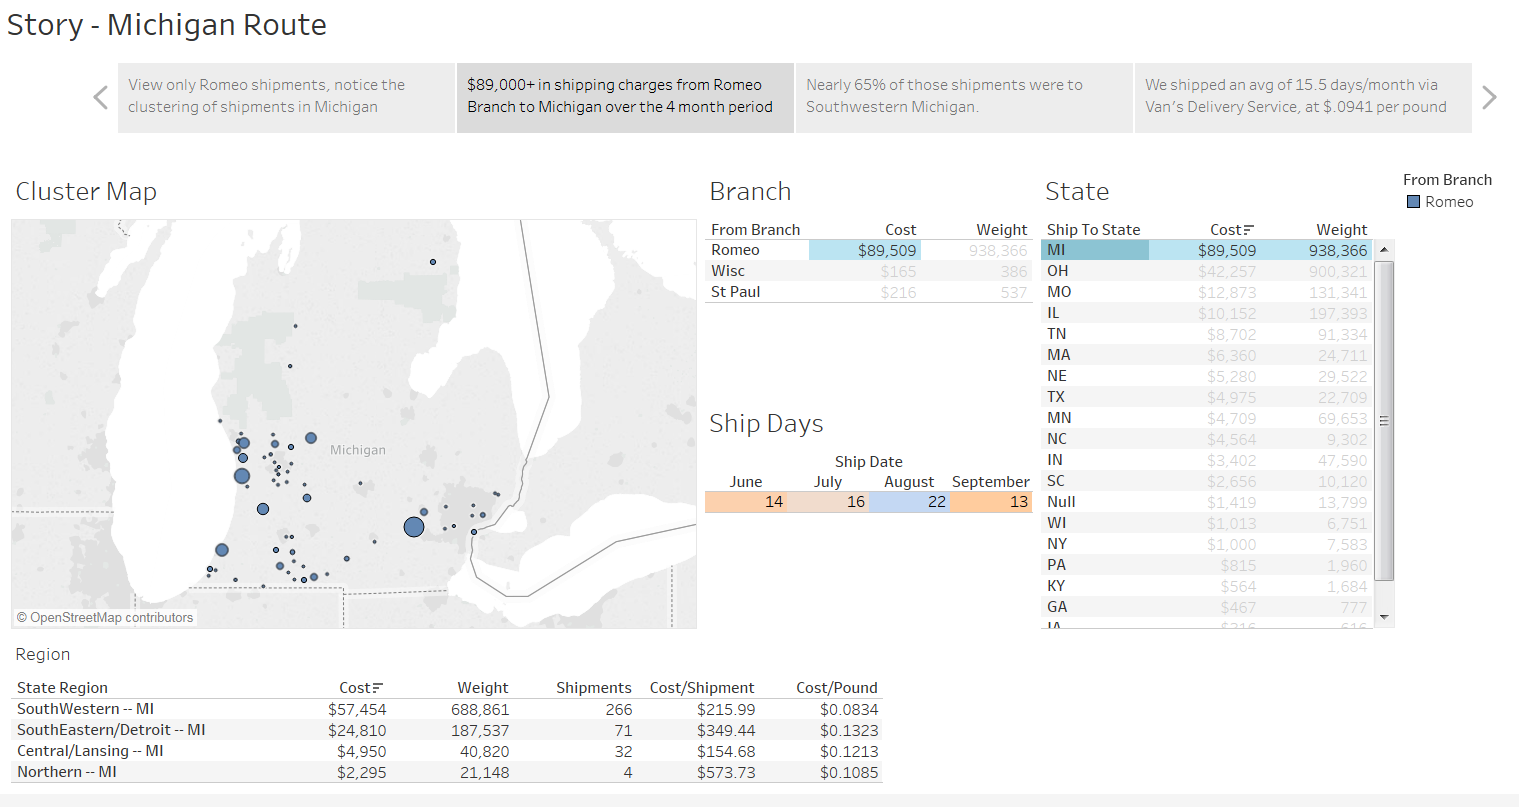 Story - Michigan Route
View only Romeo shipments, notice the
clustering of shipments in Michigan
$89,000+ in shipping charges from Romeo
Branch to Michigan over the 4 month period
Nearly 65% of those shipments were to
Southwestern Michigan.
We shipped an avg of 15.5 days/month via
Van's Delivery Service, at $.0941 per pound
Cluster Map
Michigan
© OpenStreetMap contributors
Branch
From Branch Cost Weight
Romeo $89,509 938,366
Wisc $165 386
St Paul $216 537
Ship Days
Ship Date
June July August September
14 16 22 13
State
Ship To State Cost Weight
MI $89,509 938,366
OH $42,257 900,321
MO $12,873 131,341
IL $10,152 197,393
TN $8,702 91,334
MA $6,360 24,711
NE $5,280 29,522
TX $4,975 22,709
MN $4,709 69,653
NC $4,564 9,302
IN $3,402 47,590
SC $2,656 10,120
Null $1,419 13,799
WI $1,013 6,751
NY $1,000 7,583
PA $815 1,960
KY $564 1,684
GA $467 777
From Branch
Romeo
Region
State Region Cost Weight Shipments Cost/Shipment Cost/Pound
SouthWestern -- MI $57,454 688,861 266 $215.99 $0.0834
SouthEastern/Detroit -- MI $24,810 187,537 71 $349.44 $0.1323
Central/Lansing -- MI $4,950 40,820 32 $154.68 $0.1213
Northern -- MI $2,295 21,148 4 $573.73 $0.1085